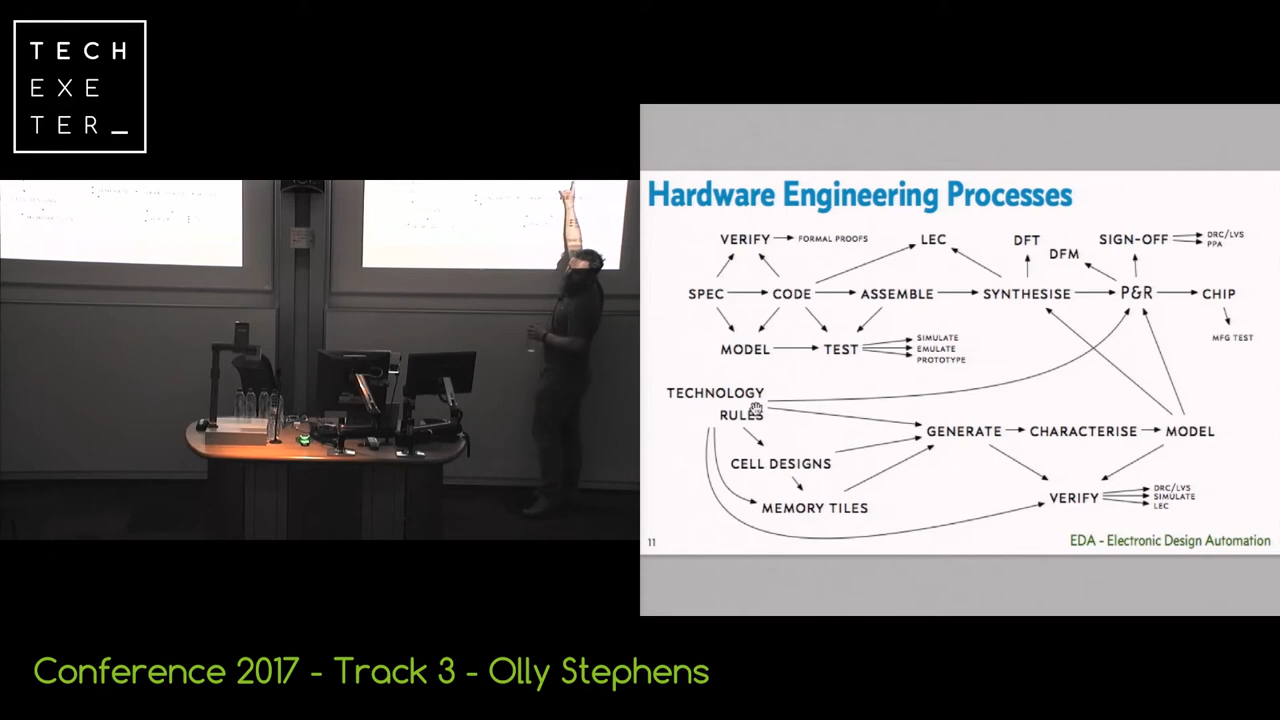 TECH
EXE
TER_
Hardware Engineering Processes
VERIFY
FORMAL PROOFS
LEC
DFT
DFM
SIGN-OFF
DRC/LVS
PPA
SPEC
CODE
ASSEMBLE
SYNTHESISE
P&R
CHIP
MODEL
TEST
SIMULATE
EMULATE
PROTOTYPE
MFG TEST
TECHNOLOGY
RULES
GENERATE
CHARACTERISE
MODEL
CELL DESIGNS
MEMORY TILES
VERIFY
DRC/LVS
SIMULATE
LEC
11
EDA - Electronic Design Automation
Conference 2017 - Track 3 - Olly Stephens